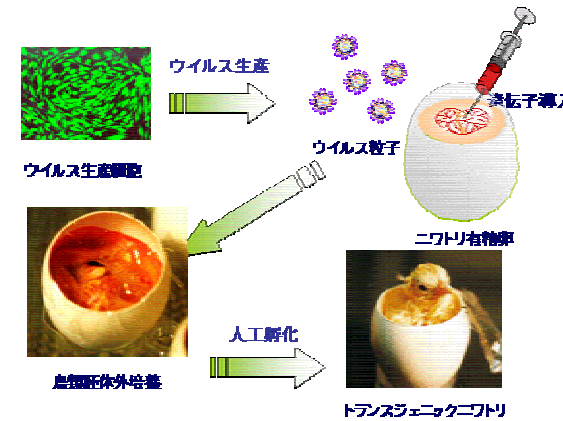 ウイルス生産
遺伝子導入
ウイルス粒子
ウイルス生産細胞
ニワトリ有精卵
人工孵化
鳥類胚体外培養
トランスジェニックニワトリ